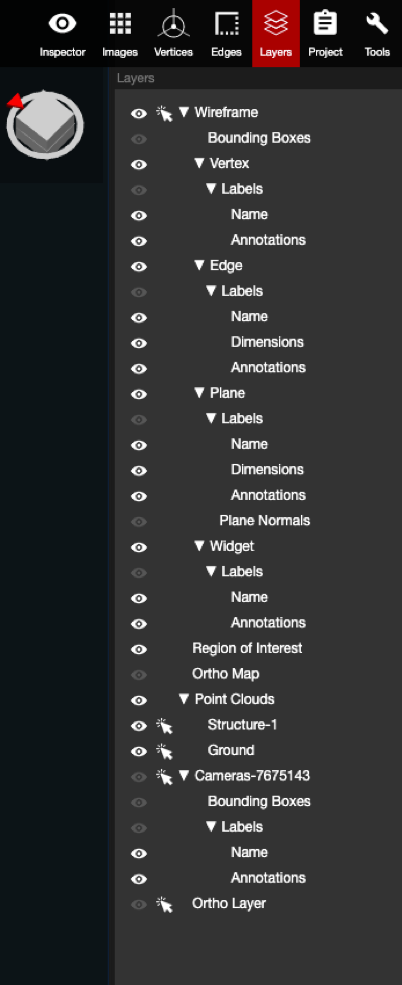 Inspector Images Vertices Edges Layers Project Tools
Layers
Wireframe
Bounding Boxes
Vertex
Labels
Name
Annotations
Edge
Labels
Name
Dimensions
Annotations
Plane
Labels
Name
Dimensions
Annotations
Plane Normals
Widget
Labels
Name
Annotations
Region of Interest
Ortho Map
Point Clouds
Structure-1
Ground
Cameras-7675143
Bounding Boxes
Labels
Name
Annotations
Ortho Layer